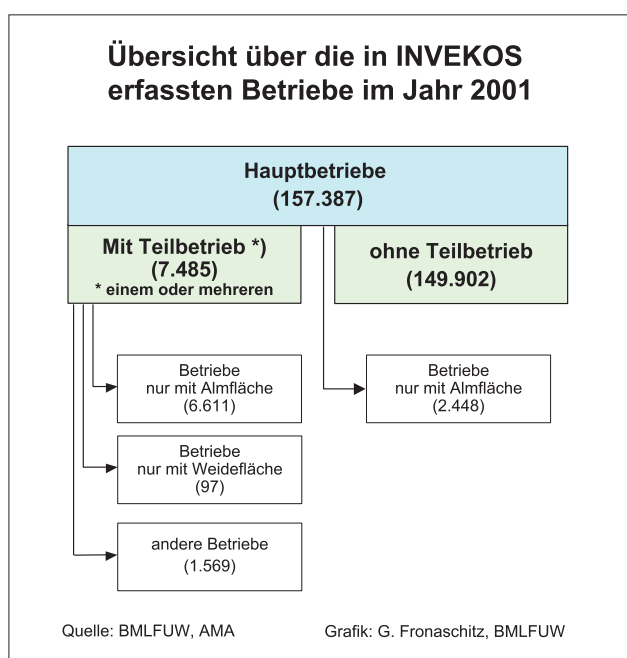 Übersicht über die in INVEKOS
erfassten Betriebe im Jahr 2001
Hauptbetriebe
(157.387)
Mit Teilbetrieb *)
(7.485)
* einem oder mehreren
ohne Teilbetrieb
(149.902)
Betriebe
nur mit Almfläche
(6.611)
Betriebe
nur mit Almfläche
(2.448)
Betriebe
nur mit Weidefläche
(97)
andere Betriebe
(1.569)
Quelle: BMLFUW, AMA
Grafik: G. Fronaschitz, BMLFUW